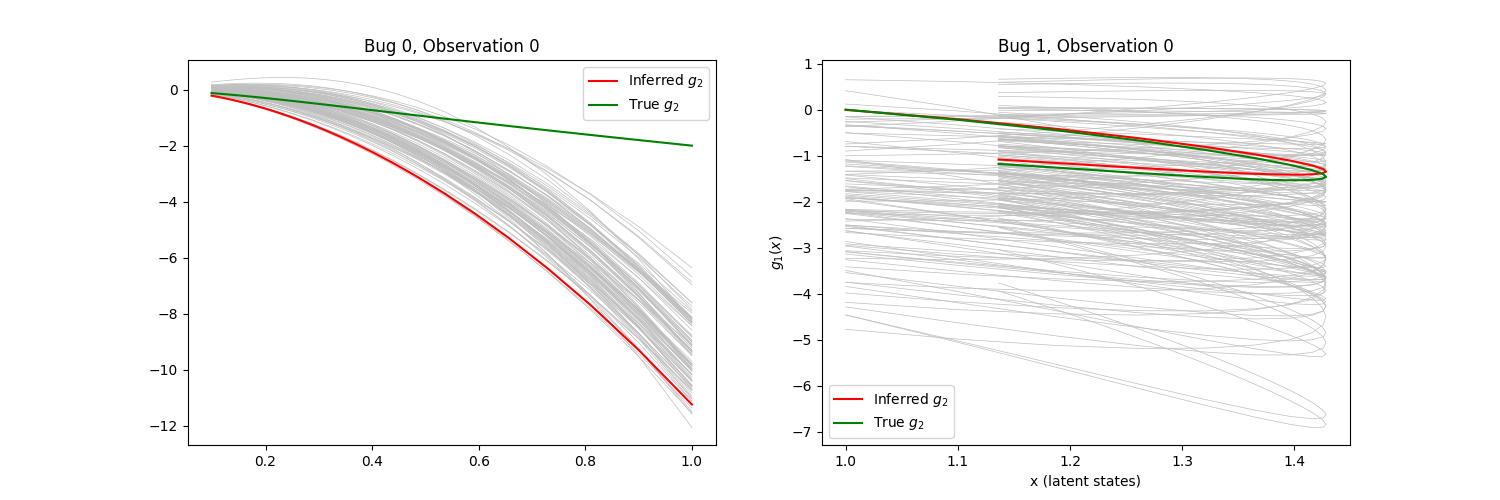 Bug 0, Observation 0
0
−2
−4
−6
−8
−10
−12
0.2 0.4 0.6 0.8 1.0
Inferred g₂
True g₂
Bug 1, Observation 0
g₁(x)
1
0
−1
−2
−3
−4
−5
−6
−7
Inferred g₂
True g₂
1.0 1.1 1.2 1.3 1.4
x (latent states)